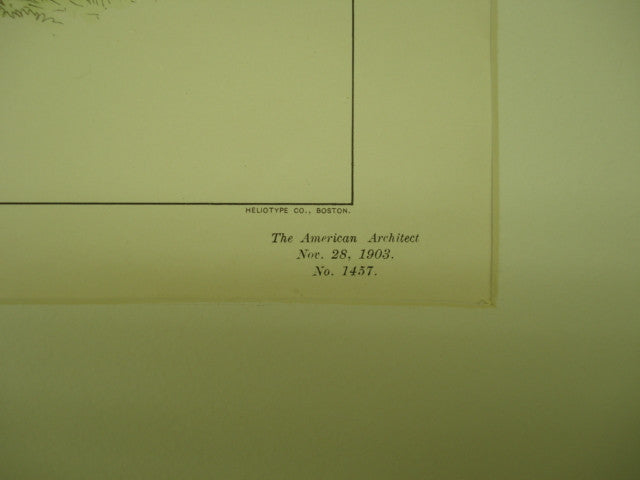 HELIOTYPE CO., BOSTON.
The American Architect
Nov. 28, 1903.
No. 1457.